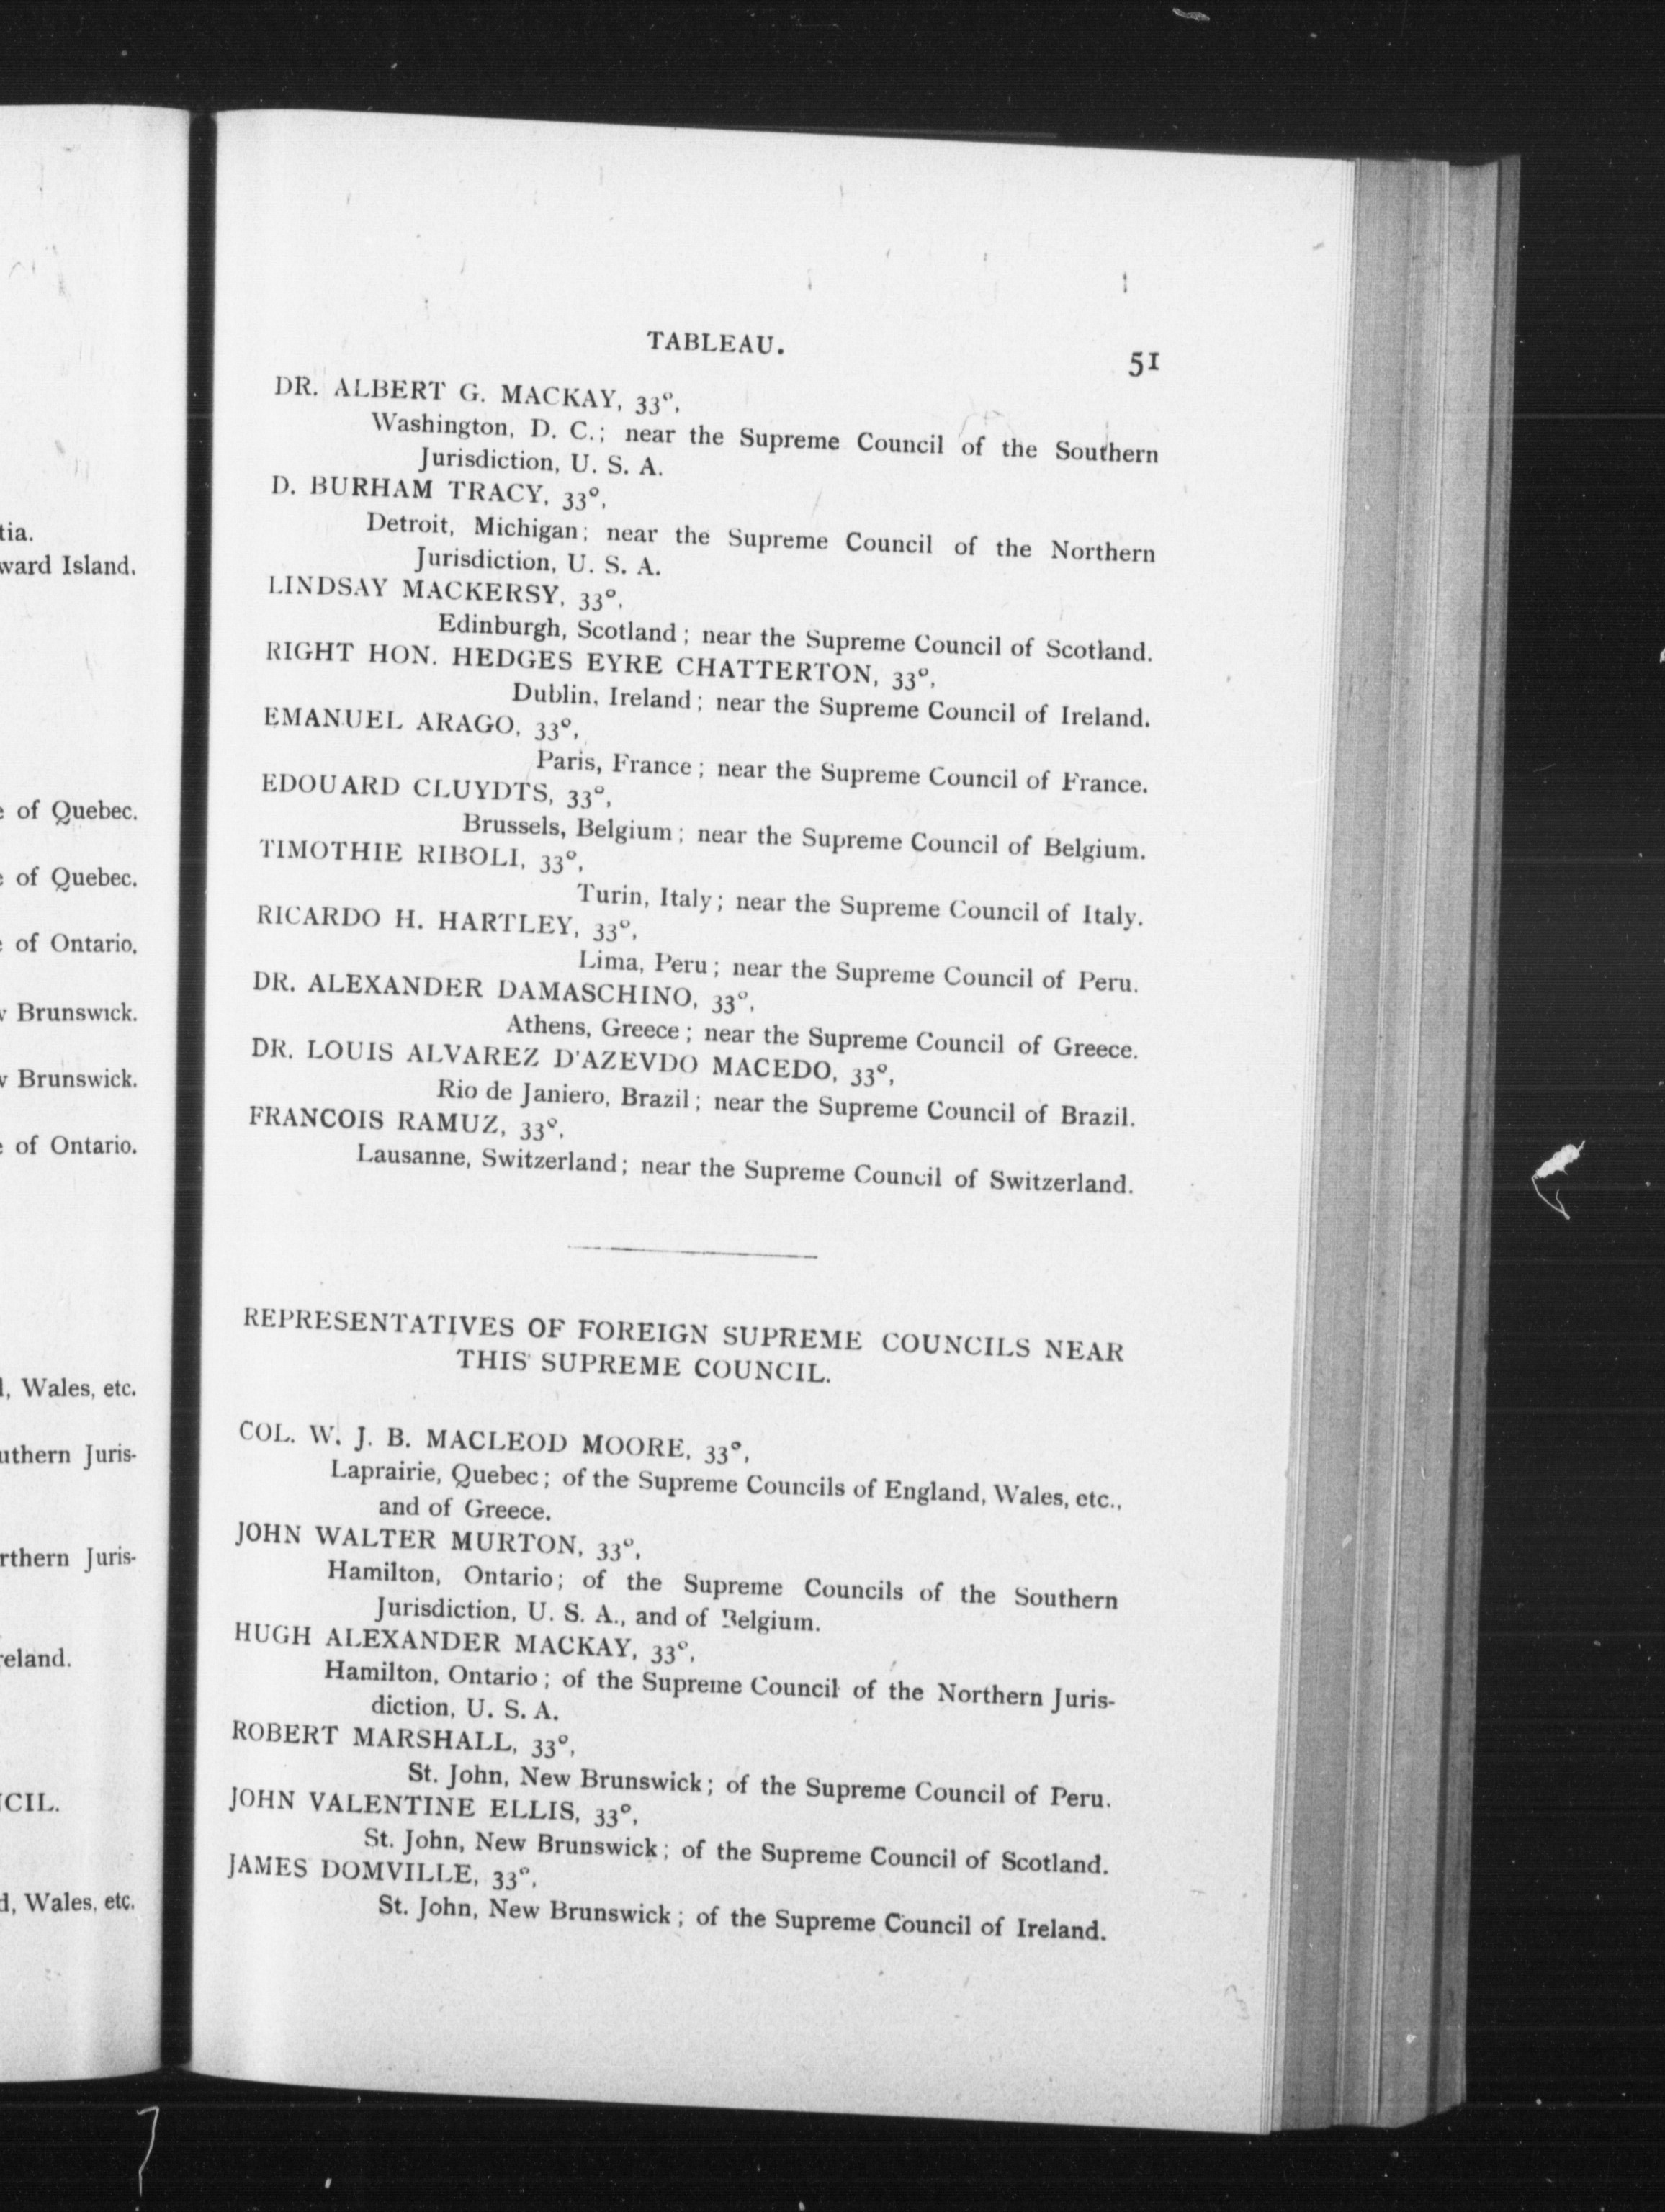 tia.
ward Island.
of Quebec.
of Quebec.
of Ontario.
Brunswick.
Brunswick.
of Ontario.
Wales, etc.
uthern Juris-
rthern Juris-
reland.
CIL.
Wales, etc.
TABLEAU.
51
DR. ALBERT G. MACKAY, 33°,
Washington, D. C.; near the Supreme Council of the Southern
Jurisdiction, U. S. A.
D. BURHAM TRACY, 33°,
Detroit, Michigan; near the Supreme Council of the Northern
Jurisdiction, U. S. A.
LINDSAY MACKERSY, 33°,
Edinburgh, Scotland; near the Supreme Council of Scotland.
RIGHT HON. HEDGES EYRE CHATTERTON, 33°,
Dublin, Ireland; near the Supreme Council of Ireland.
EMANUEL ARAGO, 33°,
Paris, France; near the Supreme Council of France.
EDOUARD CLUYDTS, 33°,
Brussels, Belgium; near the Supreme Council of Belgium.
TIMOTHIE RIBOLI, 33°,
Turin, Italy; near the Supreme Council of Italy.
RICARDO H. HARTLEY, 33°,
Lima, Peru; near the Supreme Council of Peru.
DR. ALEXANDER DAMASCHINO, 33°,
Athens, Greece; near the Supreme Council of Greece.
DR. LOUIS ALVAREZ D'AZEVDO MACEDO, 33°,
Rio de Janiero, Brazil; near the Supreme Council of Brazil.
FRANCOIS RAMUZ, 33°,
Lausanne, Switzerland; near the Supreme Council of Switzerland.
REPRESENTATIVES OF FOREIGN SUPREME COUNCILS NEAR
THIS SUPREME COUNCIL.
COL. W. J. B. MACLEOD MOORE, 33°,
Laprairie, Quebec; of the Supreme Councils of England, Wales, etc.,
and of Greece.
JOHN WALTER MURTON, 33°,
Hamilton, Ontario; of the Supreme Councils of the Southern
Jurisdiction, U. S. A., and of Belgium.
HUGH ALEXANDER MACKAY, 33°,
Hamilton, Ontario; of the Supreme Council of the Northern Juris-
diction, U. S. A.
ROBERT MARSHALL, 33°,
St. John, New Brunswick; of the Supreme Council of Peru.
JOHN VALENTINE ELLIS, 33°,
St. John, New Brunswick; of the Supreme Council of Scotland.
JAMES DOMVILLE, 33°,
St. John, New Brunswick; of the Supreme Council of Ireland.